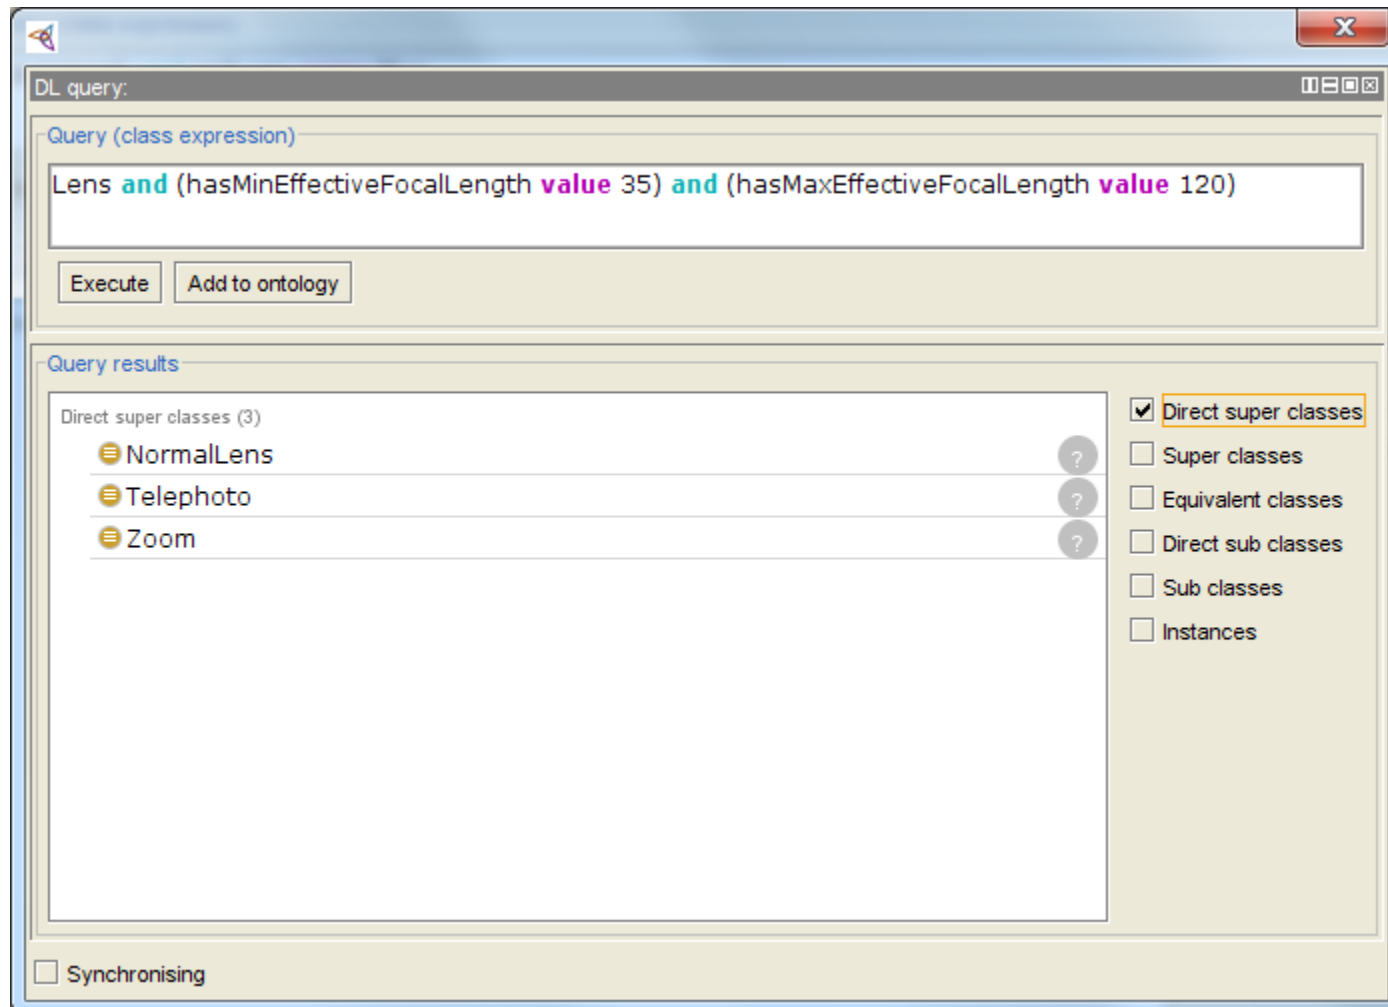 DL query:
Query (class expression)
Lens and (hasMinEffectiveFocalLength value 35) and (hasMaxEffectiveFocalLength value 120)
Execute
Add to ontology
Query results
Direct super classes (3)
NormalLens
?
Telephoto
?
Zoom
?
Direct super classes
Super classes
Equivalent classes
Direct sub classes
Sub classes
Instances
Synchronising